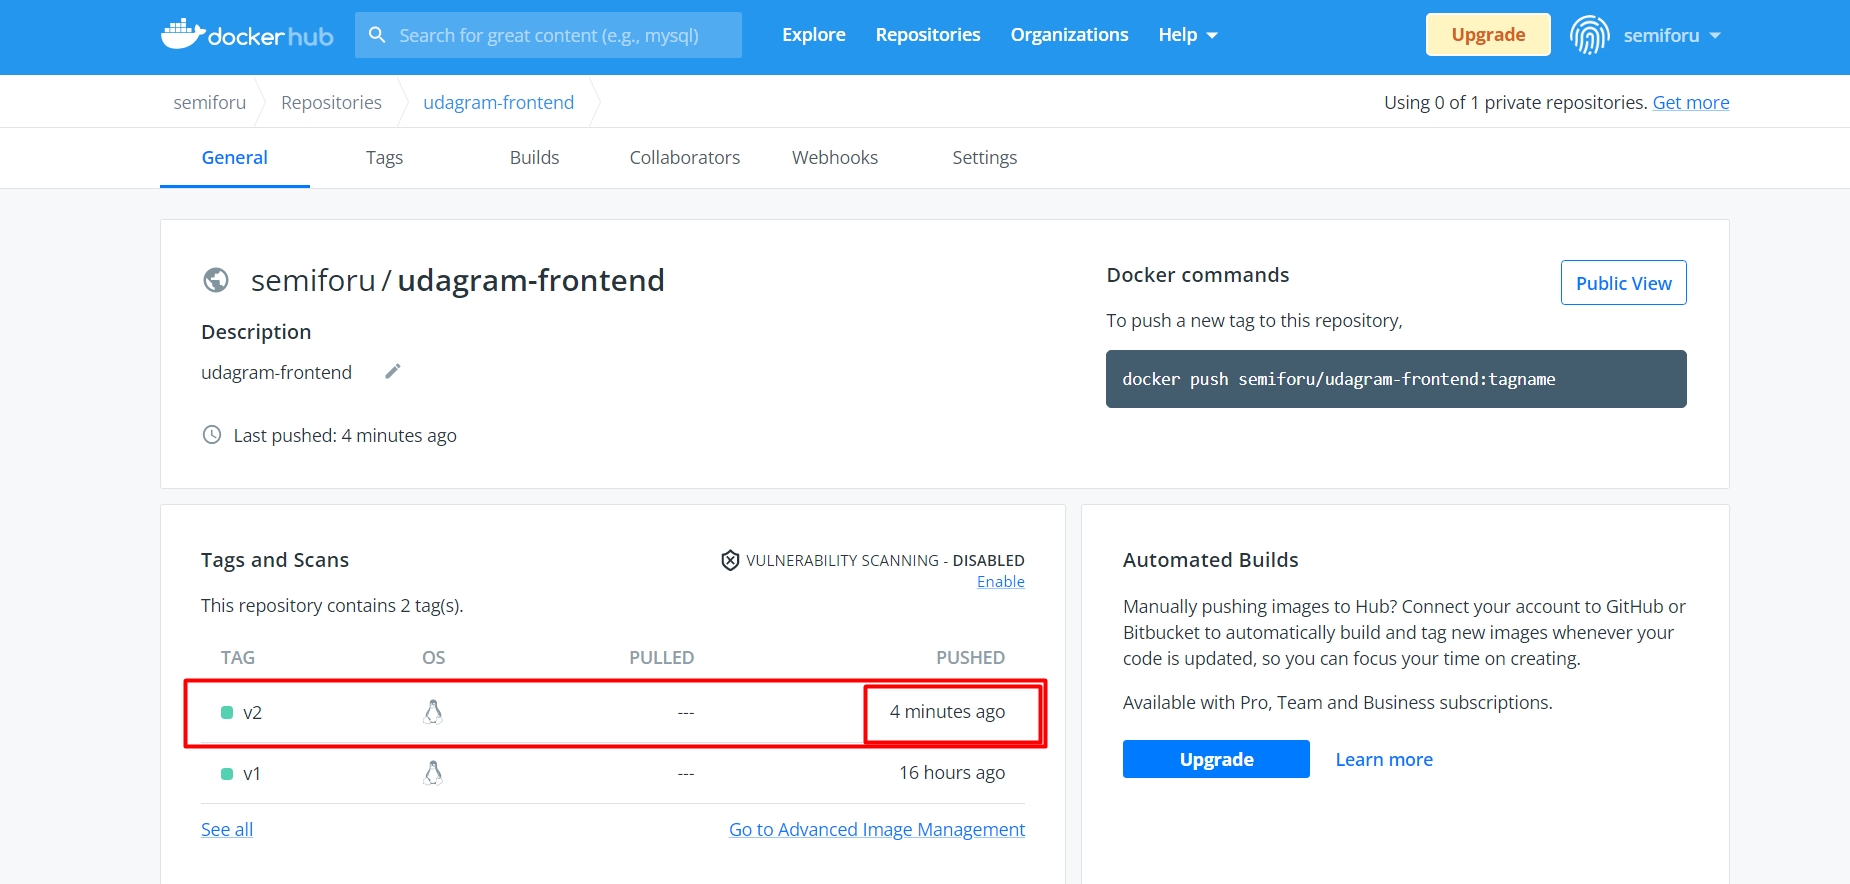 docker hub
Search for great content (e.g., mysql)
Explore Repositories Organizations Help
Upgrade
semiforu
semiforu Repositories udagram-frontend
Using 0 of 1 private repositories. Get more
General Tags Builds Collaborators Webhooks Settings
semiforu / udagram-frontend
Description
udagram-frontend
Last pushed: 4 minutes ago
Docker commands
Public View
To push a new tag to this repository,
docker push semiforu/udagram-frontend:tagname
Tags and Scans
VULNERABILITY SCANNING - DISABLED
Enable
This repository contains 2 tag(s).
TAG OS PULLED PUSHED
v2 --- 4 minutes ago
v1 --- 16 hours ago
See all
Go to Advanced Image Management
Automated Builds
Manually pushing images to Hub? Connect your account to GitHub or
Bitbucket to automatically build and tag new images whenever your
code is updated, so you can focus your time on creating.
Available with Pro, Team and Business subscriptions.
Upgrade Learn more